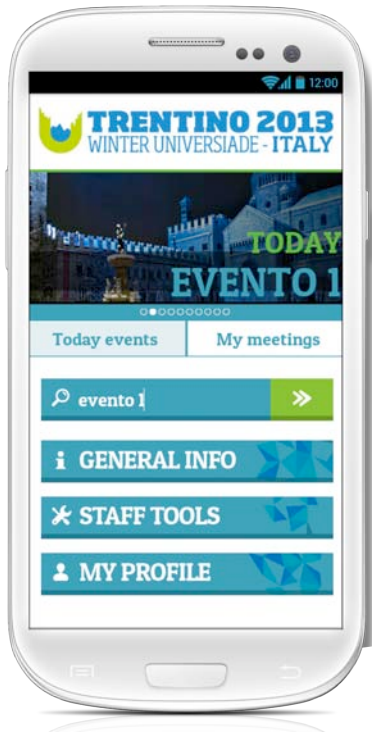 12:00
TRENTINO 2013
WINTER UNIVERSIADE - ITALY
TODAY
EVENTO 1
Today events
My meetings
evento 1
GENERAL INFO
STAFF TOOLS
MY PROFILE